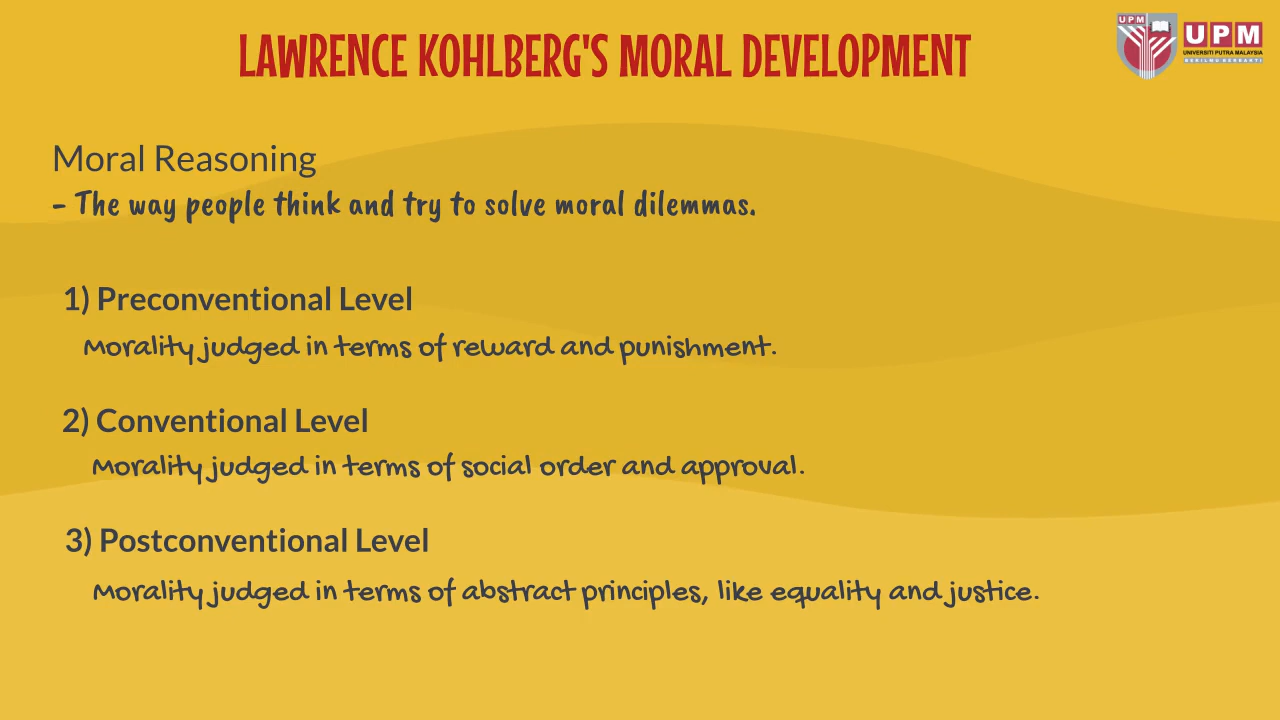 LAWRENCE KOHLBERG'S MORAL DEVELOPMENT
UPM
UPM
UNIVERSITI PUTRA MALAYSIA
BERILMU BERBAKTI
Moral Reasoning
- The way people think and try to solve moral dilemmas.
1) Preconventional Level
Morality judged in terms of reward and punishment.
2) Conventional Level
Morality judged in terms of social order and approval.
3) Postconventional Level
Morality judged in terms of abstract principles, like equality and justice.